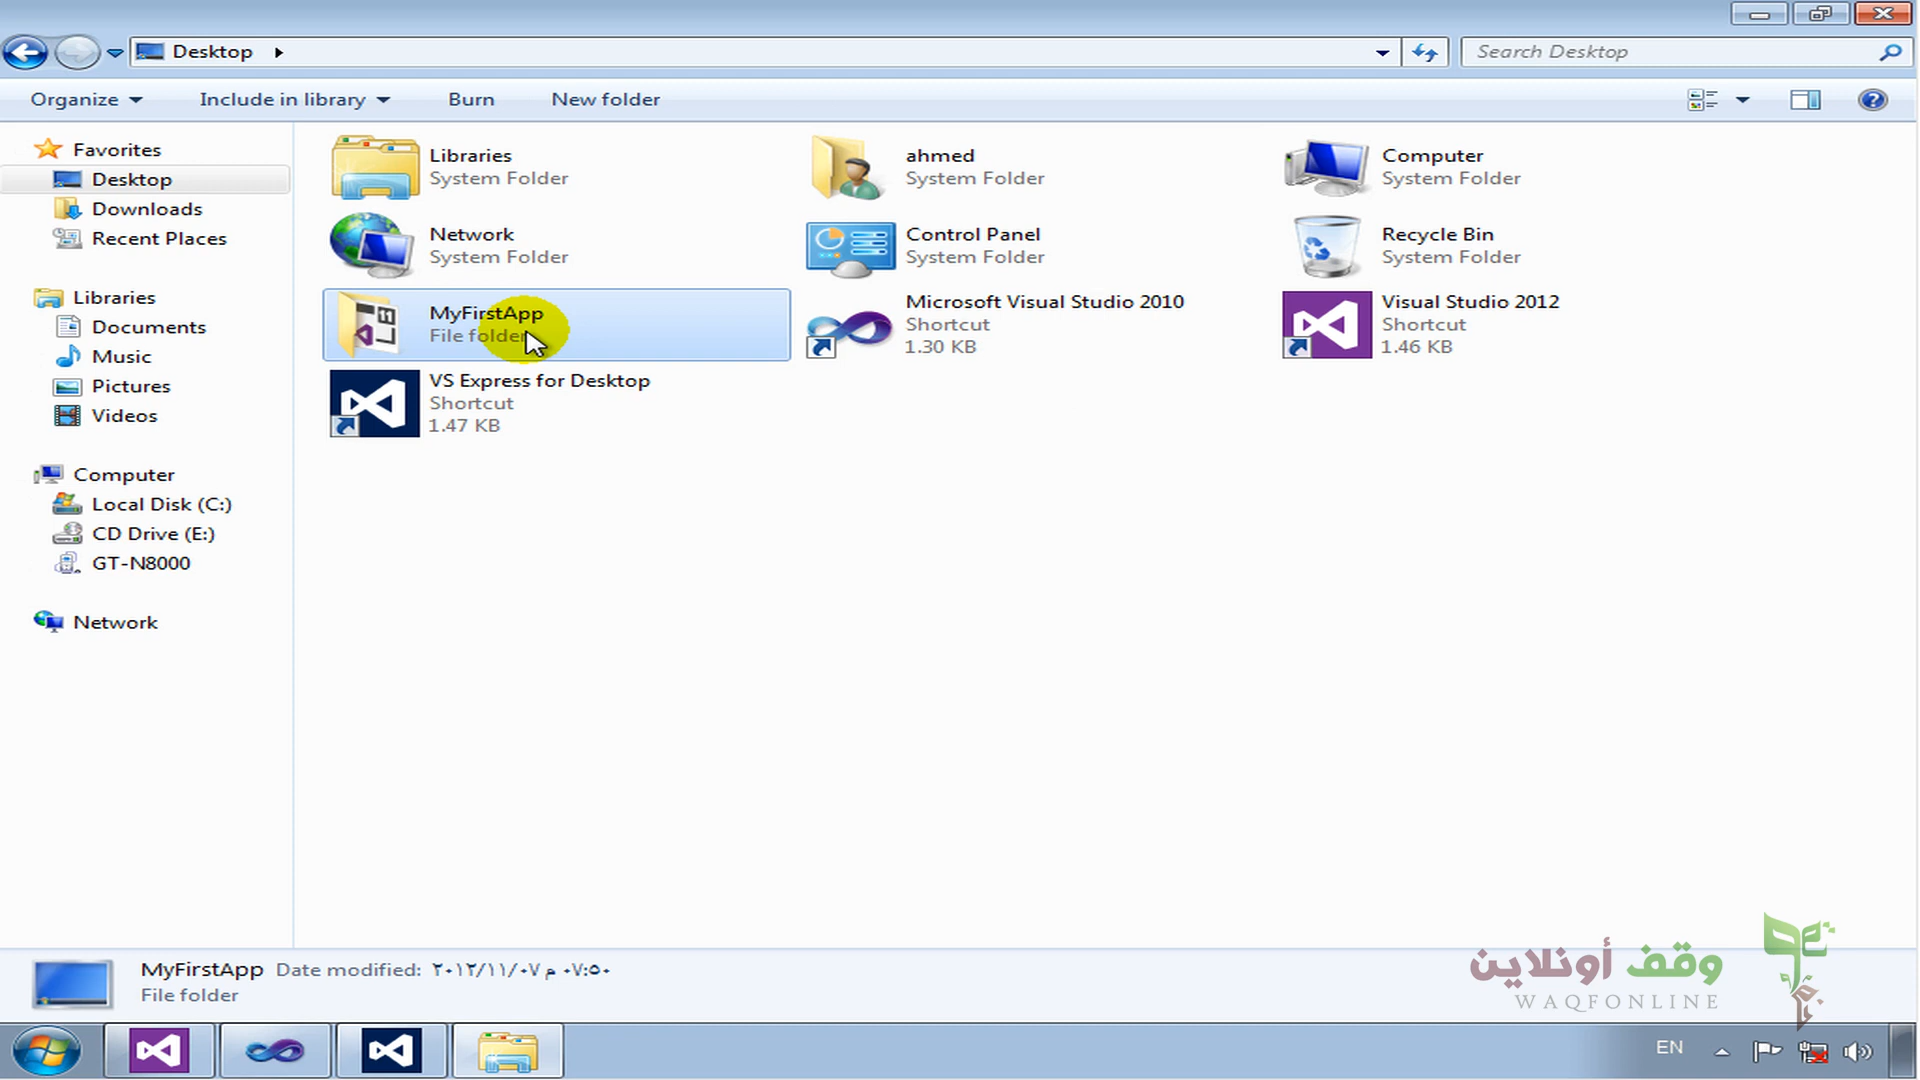 Desktop
Search Desktop
Organize
Include in library
Burn
New folder
Favorites
Desktop
Downloads
Recent Places
Libraries
Documents
Music
Pictures
Videos
Computer
Local Disk (C:)
CD Drive (E:)
GT-N8000
Network
Libraries
System Folder
ahmed
System Folder
Computer
System Folder
Network
System Folder
Control Panel
System Folder
Recycle Bin
System Folder
MyFirstApp
File folder
Microsoft Visual Studio 2010
Shortcut
1.30 KB
Visual Studio 2012
Shortcut
1.46 KB
VS Express for Desktop
Shortcut
1.47 KB
MyFirstApp Date modified: ٢٠١٢/١١/٠٧ م ٠٧:٥٠
File folder
وقف أونلاين
WAQFONLINE
EN